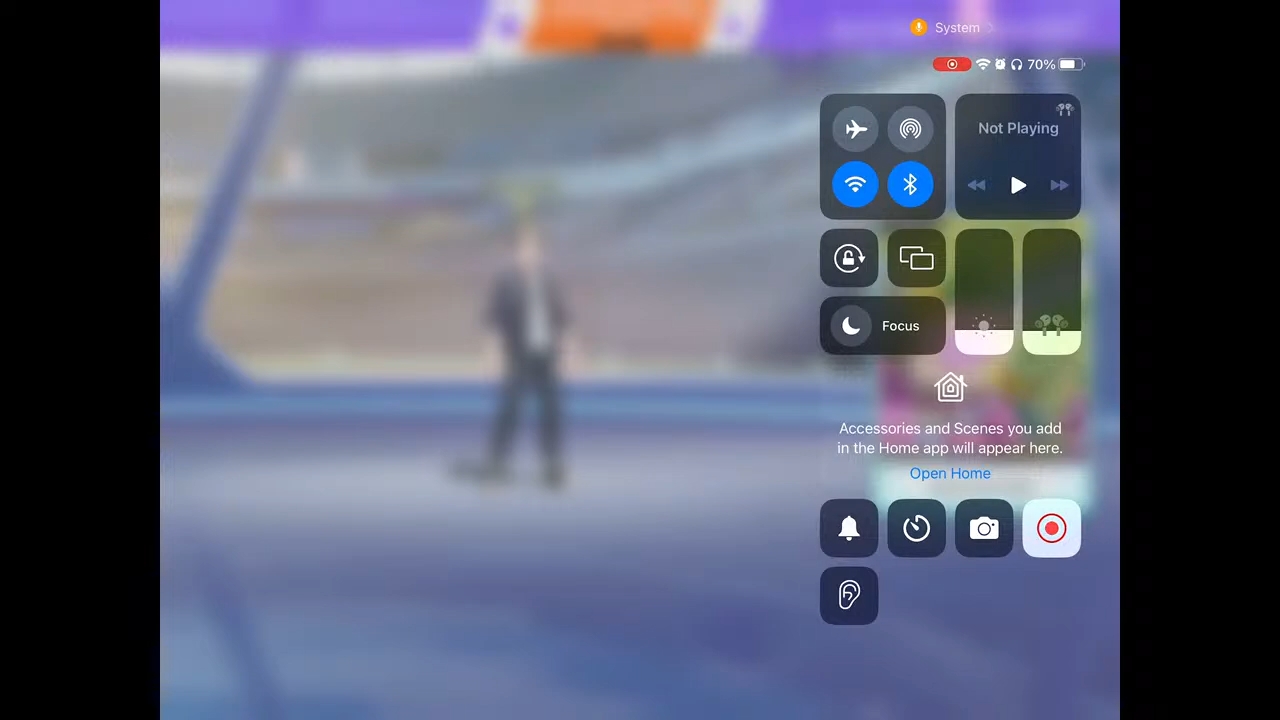 System
70%
Not Playing
Focus
Accessories and Scenes you add
in the Home app will appear here.
Open Home